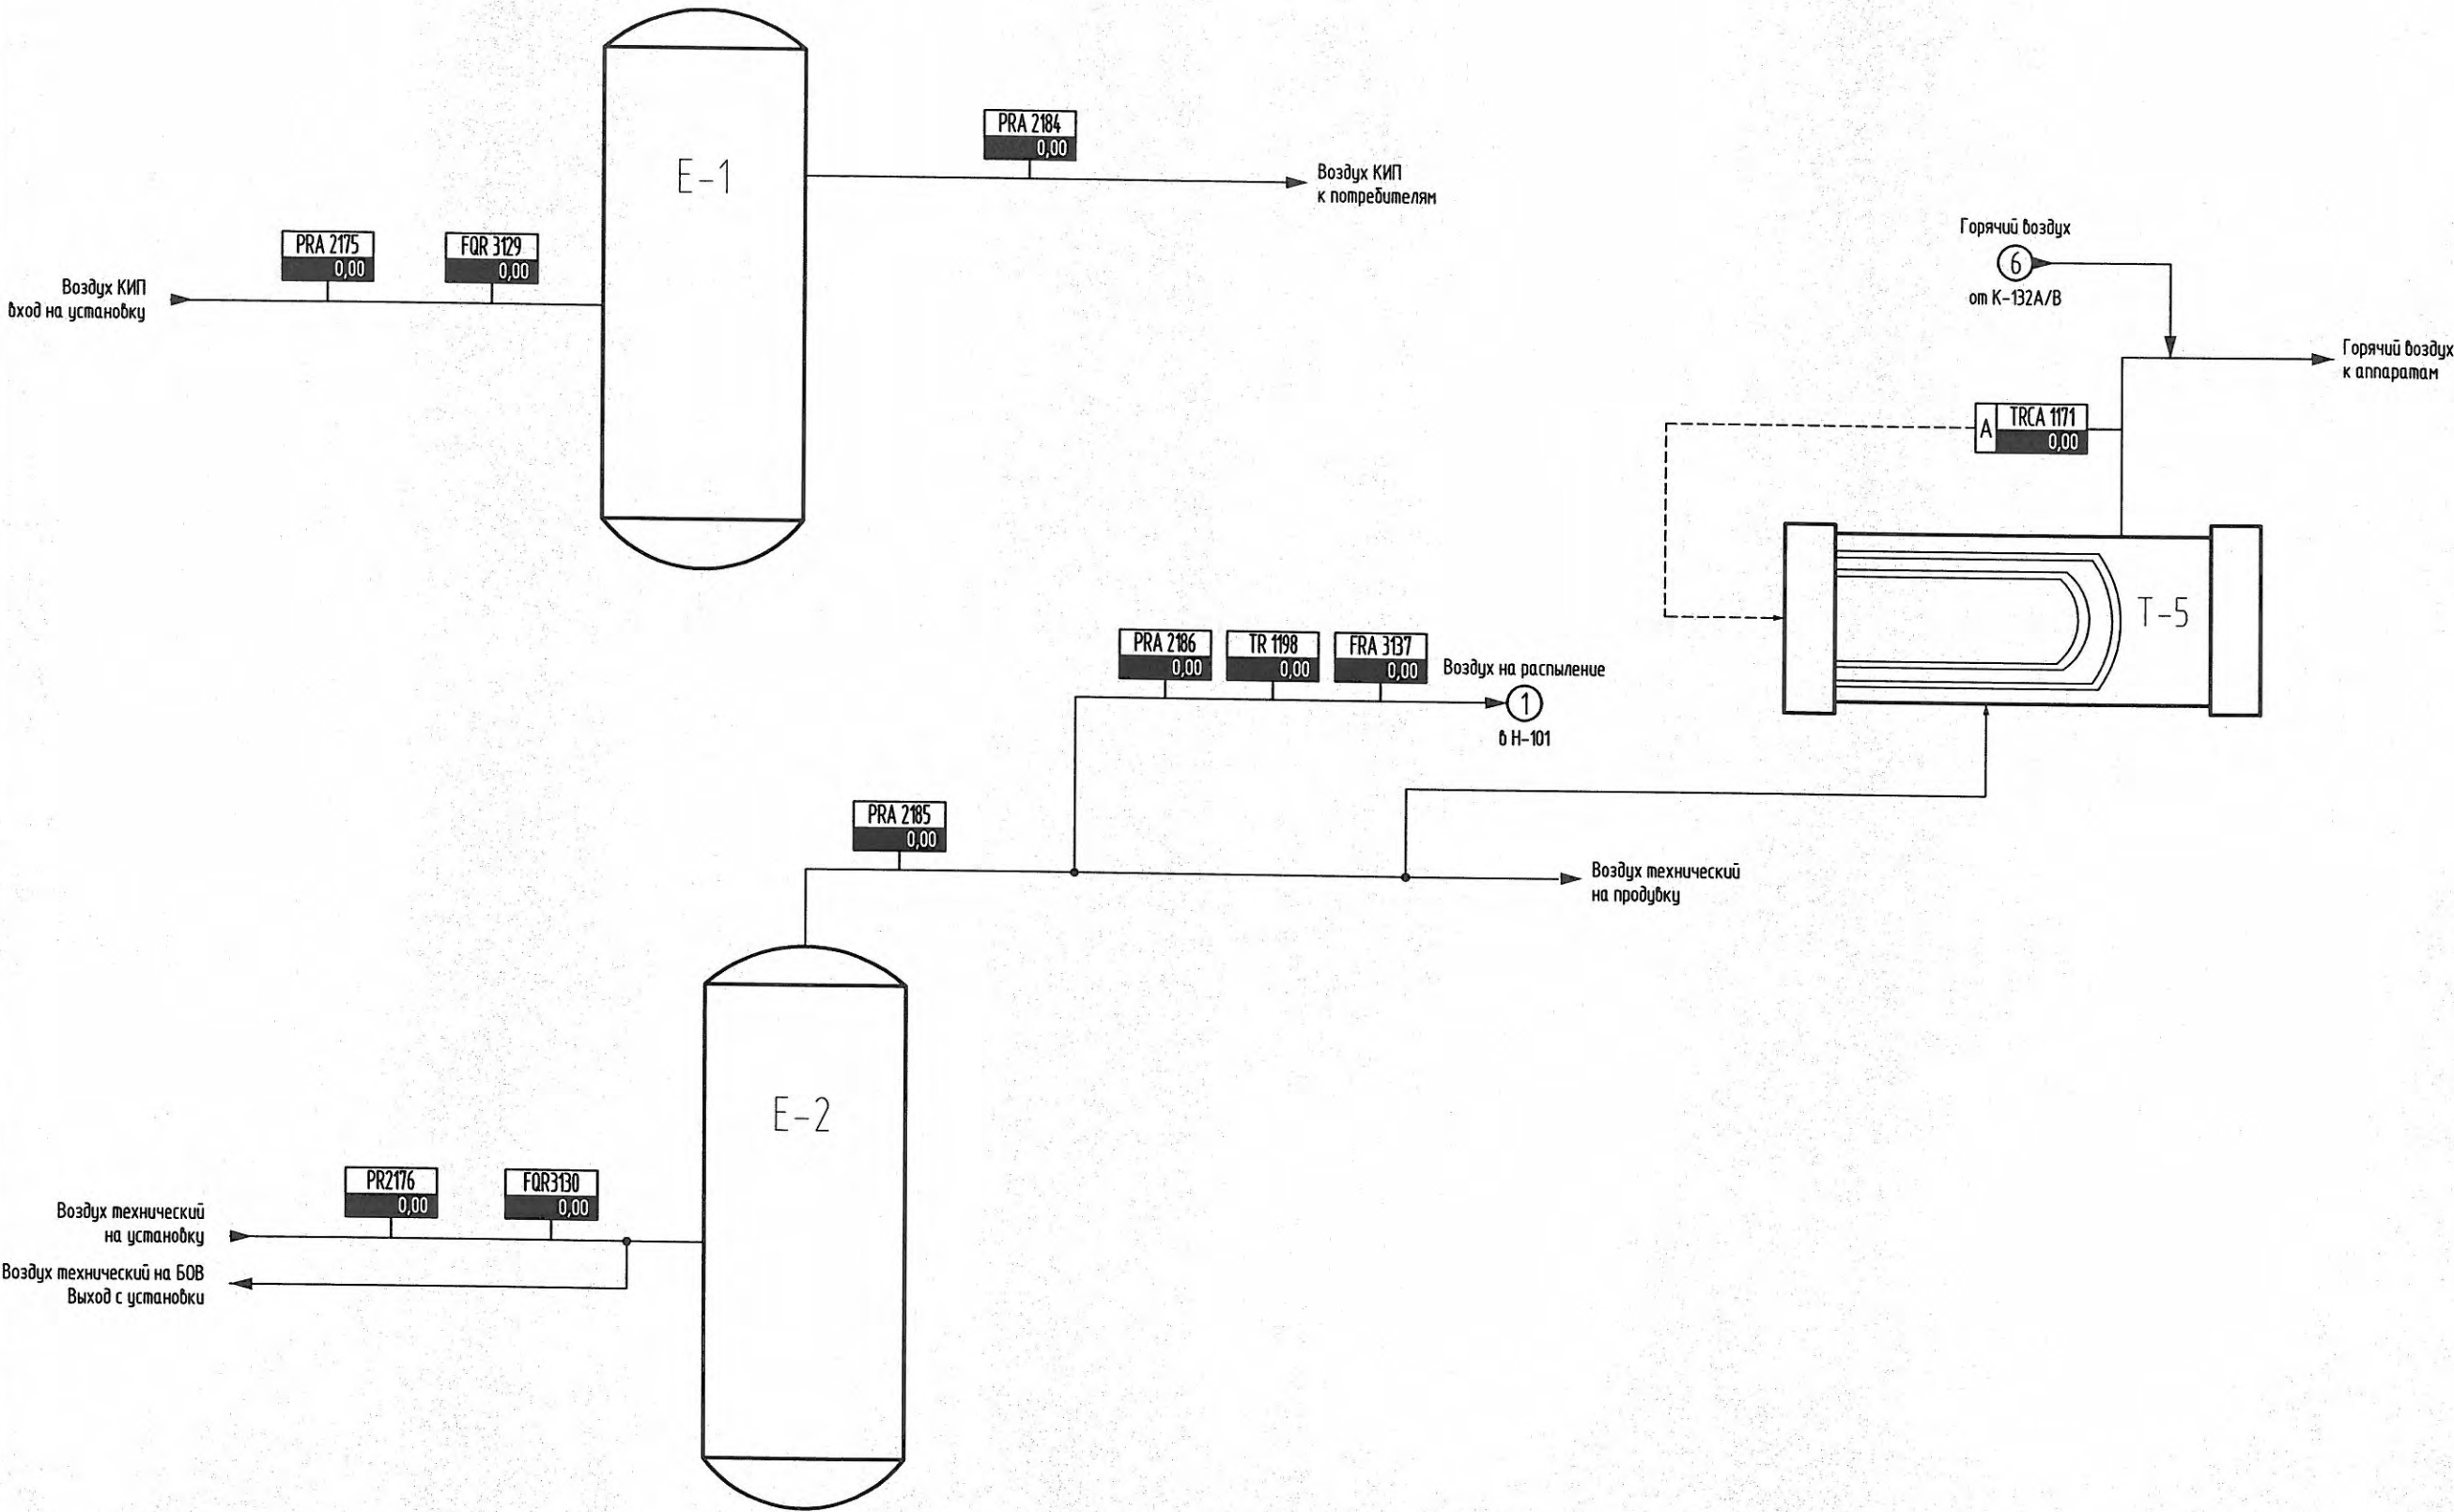 PRA 2184
0,00
E-1
Воздух КИП
к потребителям
PRA 2175
0,00
FQR 3129
0,00
Воздух КИП
вход на установку
Горячий воздух
6
от К-132А/В
Горячий воздух
к аппаратам
A
TRCA 1171
0,00
T-5
PRA 2186
0,00
TR 1198
0,00
FRA 3137
0,00
Воздух на распыление
1
в Н-101
PRA 2185
0,00
Воздух технический
на продувку
E-2
PR2176
0,00
FQR3130
0,00
Воздух технический
на установку
Воздух технический на БОВ
Выход с установки